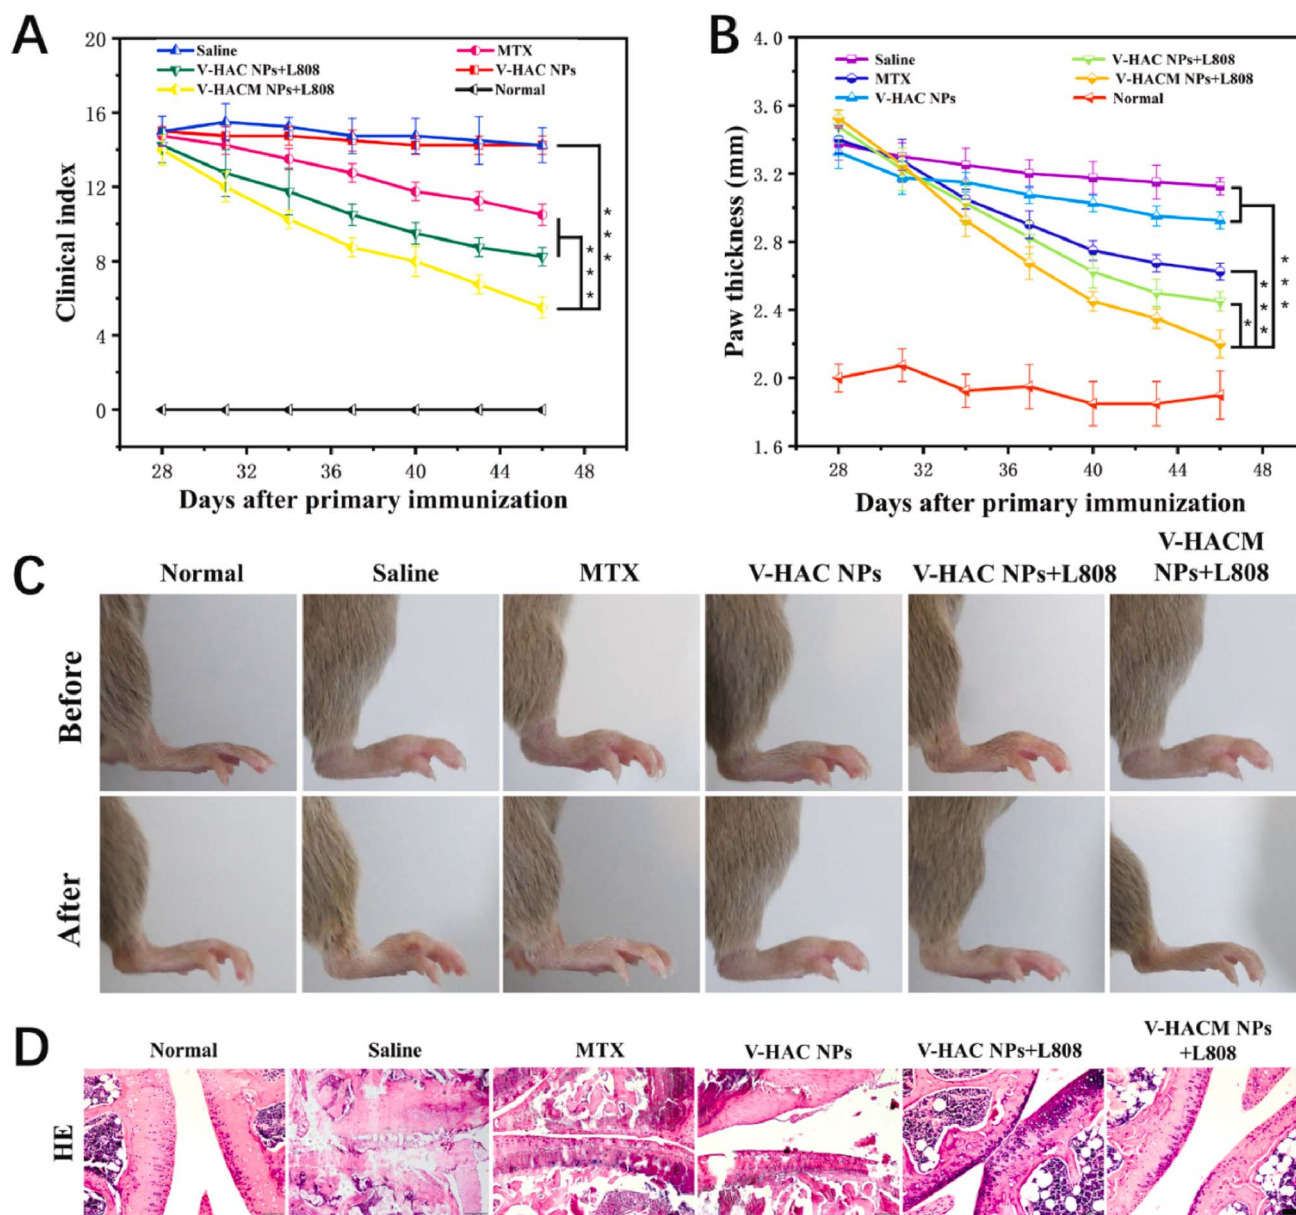 A
20
16
12
8
4
0
Clinical index
Saline
MTX
V-HAC NPs+L808
V-HAC NPs
V-HACM NPs+L808
Normal
* * *
* * *
28 32 36 40 44 48
Days after primary immunization
B
4.0
3.6
3.2
2.8
2.4
2.0
1.6
Paw thickness (mm)
Saline
V-HAC NPs+L808
MTX
V-HACM NPs+L808
V-HAC NPs
Normal
*
* * *
* * *
28 32 36 40 44 48
Days after primary immunization
C
Normal Saline MTX V-HAC NPs V-HAC NPs+L808 V-HACM
NPs+L808
Before
After
D
Normal Saline MTX V-HAC NPs V-HAC NPs+L808 V-HACM NPs
+L808
HE